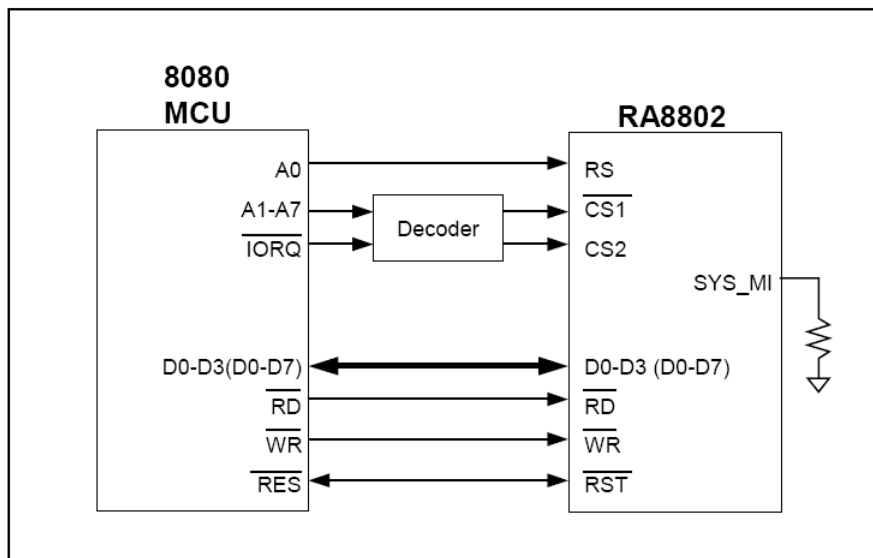 8080
MCU
RA8802
A0
RS
A1-A7
Decoder
CS1
IORQ
CS2
SYS_MI
D0-D3(D0-D7)
D0-D3 (D0-D7)
RD
RD
WR
WR
RES
RST